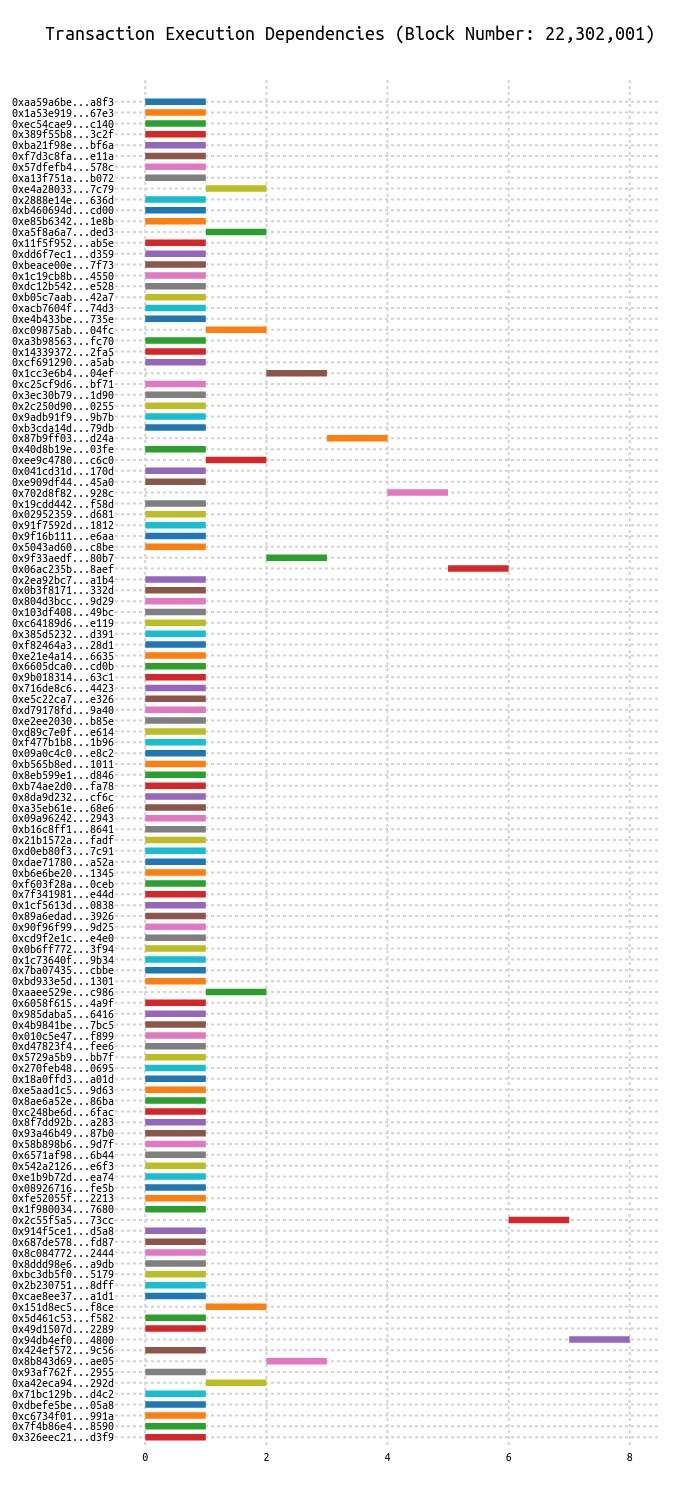 Transaction Execution Dependencies (Block Number: 22,302,001)
0xaa59a6be...a8f3
0x1a53e919...67e3
0xec54cae9...c140
0x389f55b8...3c2f
0xba21f98e...bf6a
0xf7d3c8fa...e11a
0x57dfefb4...578c
0xa13f751a...b072
0xe4a28033...7c79
0x2888e14e...636d
0xb460694d...cd00
0xe85b6342...1e8b
0xa5f8a6a7...ded3
0x11f5f952...ab5e
0xdd6f7ec1...d359
0xbeace00e...7f73
0x1c19cb8b...4550
0xdc12b542...e528
0xb05c7aab...42a7
0xacb7604f...74d3
0xe4b433be...735e
0xc09875ab...04fc
0xa3b98563...fc70
0x14339372...2fa5
0xcf691290...a5ab
0x1cc3e6b4...04ef
0xc25cf9d6...bf71
0x3ec30b79...1d90
0x2c250d90...0255
0x9adb91f9...9b7b
0xb3cda14d...79db
0x87b9ff03...d24a
0x40d8b19e...03fe
0xee9c4780...c6c0
0x041cd31d...170d
0xe909df44...45a0
0x702d8f82...928c
0x19cdd442...f58d
0x02952359...d681
0x91f7592d...1812
0x9f16b111...e6aa
0x5043ad60...c8be
0x9f33aedf...80b7
0x06ac235b...8aef
0x2ea92bc7...a1b4
0x0b3f8171...332d
0x804d3bcc...9d29
0x103df408...49bc
0xc64189d6...e119
0x385d5232...d391
0xf82464a3...28d1
0xe21e4a14...6635
0x6605dca0...cd0b
0x9b018314...63c1
0x716de8c6...4423
0xe5c22ca7...e326
0xd79178fd...9a40
0xe2ee2030...b85e
0xd89c7e0f...e614
0xf477b1b8...1b96
0x09a0c4c0...e8c2
0xb565b8ed...1011
0x8eb599e1...d846
0xb74ae2d0...fa78
0x8da9d232...cf6c
0xa35eb61e...68e6
0x09a96242...2943
0xb16c8ff1...8641
0x21b1572a...fadf
0xd0eb80f3...7c91
0xdae71780...a52a
0xb6e6be20...1345
0xf603f28a...0ceb
0x7f341981...e44d
0x1cf5613d...0838
0x89a6edad...3926
0x90f96f99...9d25
0xcd9f2e1c...e4e0
0x0b6ff772...3f94
0x1c73640f...9b34
0x7ba07435...cbbe
0xbd933e5d...1301
0xaaee529e...c986
0x6058f615...4a9f
0x985daba5...6416
0x4b9841be...7bc5
0x010c5e47...f899
0xd47823f4...fee6
0x5729a5b9...bb7f
0x270feb48...0695
0x18a0ffd3...a01d
0xe5aad1c5...9d63
0x8ae6a52e...86ba
0xc248be6d...6fac
0x8f7dd92b...a283
0x93a46b49...87b0
0x58b898b6...9d7f
0x6571af98...6b44
0x542a2126...e6f3
0xe1b9b72d...ea74
0x08926716...fe5b
0xfe52055f...2213
0x1f980034...7680
0x2c55f5a5...73cc
0x914f5ce1...d5a8
0x687de578...fd87
0x8c084772...2444
0x8ddd98e6...a9db
0xbc3db5f0...5179
0x2b230751...8dff
0xcae8ee37...a1d1
0x151d8ec5...f8ce
0x5d461c53...f582
0x49d1507d...2289
0x94db4ef0...4800
0x424ef572...9c56
0x8b843d69...ae05
0x93af762f...2955
0xa42eca94...292d
0x71bc129b...d4c2
0xdbefe5be...05a8
0xc6734f01...991a
0x7f4b86e4...8590
0x326eec21...d3f9
0 2 4 6 8